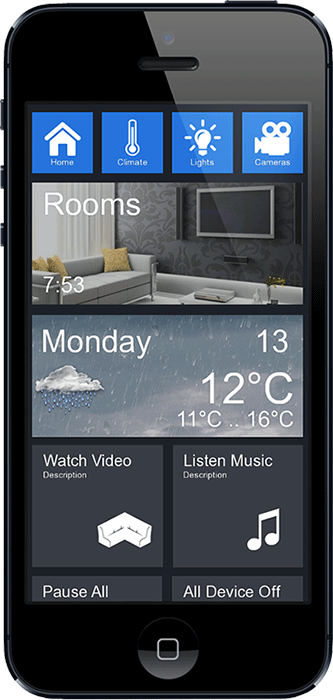 Home Climate Lights Cameras
Rooms
7:53
Monday 13
12°C
11°C .. 16°C
Watch Video Listen Music
Description Description
Pause All All Device Off